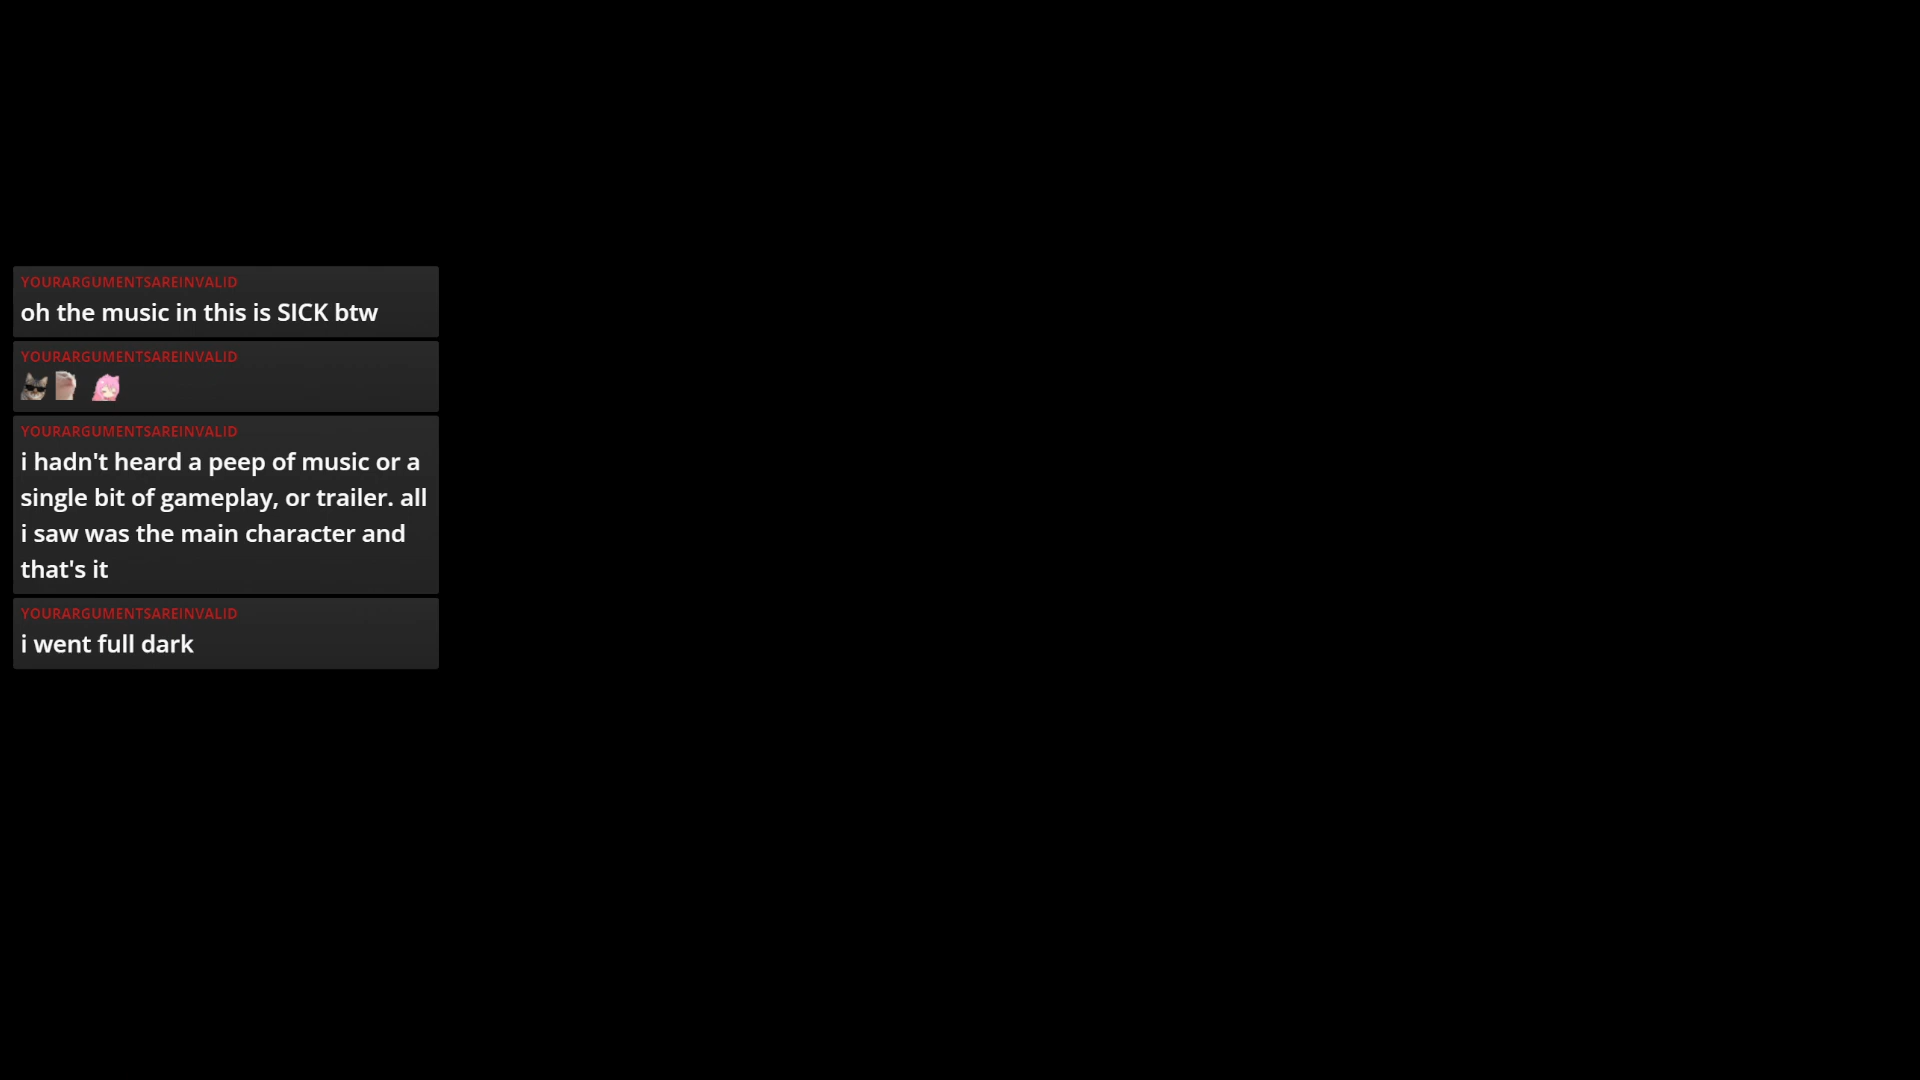 YOURARGUMENTSAREINVALID
oh the music in this is SICK btw
YOURARGUMENTSAREINVALID
YOURARGUMENTSAREINVALID
i hadn't heard a peep of music or a
single bit of gameplay, or trailer. all
i saw was the main character and
that's it
YOURARGUMENTSAREINVALID
i went full dark